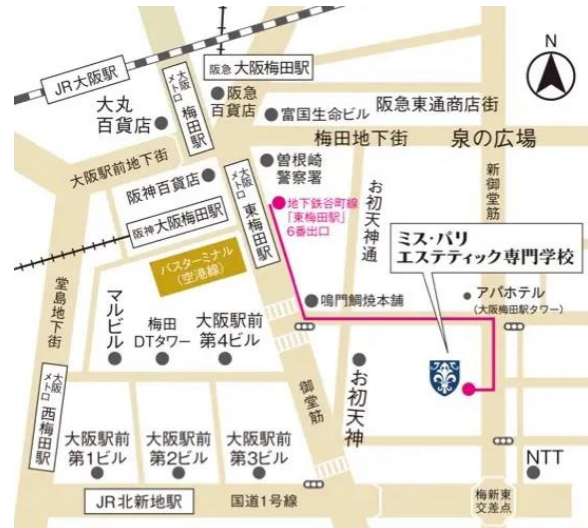 N
JR大阪駅
阪急 大阪梅田駅
大丸
百貨店
大阪
メトロ
梅田駅
阪急
百貨店
富国生命ビル
阪急東通商店街
大阪駅前地下街
梅田地下街
泉の広場
阪神百貨店
曽根崎
警察署
大阪
メトロ
東梅田駅
地下鉄谷町線
「東梅田駅」
6番出口
お初天神通
新御堂筋
阪神 大阪梅田駅
ミス・パリ
エステティック専門学校
バスターミナル
(空港線)
堂島地下街
マルビル
梅田
DTタワー
大阪駅前
第4ビル
鳴門鯛焼本舗
アパホテル
(大阪梅田駅タワー)
お初天神
御堂筋
大阪
メトロ
西梅田駅
大阪駅前
第1ビル
大阪駅前
第2ビル
大阪駅前
第3ビル
NTT
JR北新地駅
国道1号線
梅新東
交差点